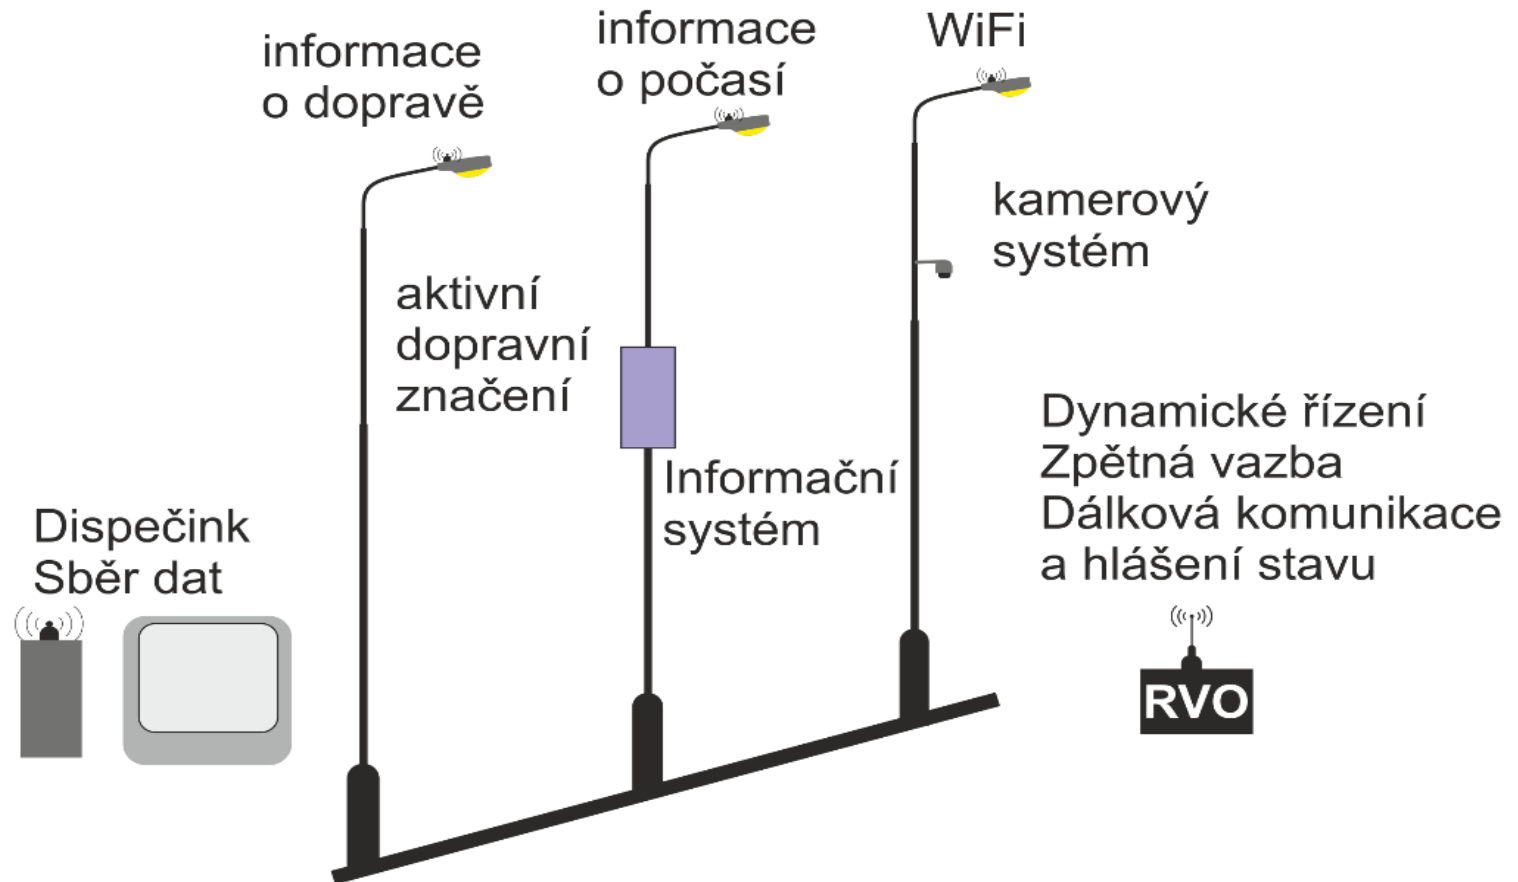 informace
o dopravě
informace
o počasí
WiFi
kamerový
systém
aktivní
dopravní
značení
Informační
systém
Dynamické řízení
Zpětná vazba
Dálková komunikace
a hlášení stavu
Dispečink
Sběr dat
RVO